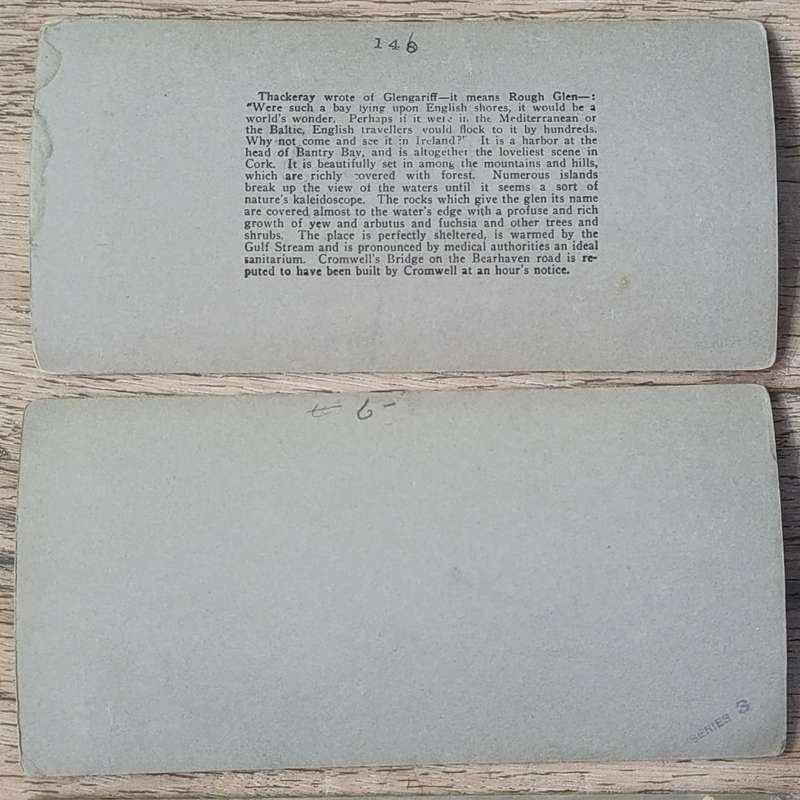 146
Thackeray wrote of Glengariff—it means Rough Glen—:
"Were such a bay lying upon English shores, it would be a
world's wonder. Perhaps if it were in the Mediterranean or
the Baltic, English travellers would flock to it by hundreds.
Why not come and see it in Ireland?" It is a harbor at the
head of Bantry Bay, and is altogether the loveliest scene in
Cork. It is beautifully set in among the mountains and hills,
which are richly covered with forest. Numerous islands
break up the view of the waters until it seems a sort of
nature's kaleidoscope. The rocks which give the glen its name
are covered almost to the water's edge with a profuse and rich
growth of yew and arbutus and fuchsia and other trees and
shrubs. The place is perfectly sheltered, is warmed by the
Gulf Stream and is pronounced by medical authorities an ideal
sanitarium. Cromwell's Bridge on the Bearhaven road is re-
puted to have been built by Cromwell at an hour's notice.
# 6-
SERIES 3